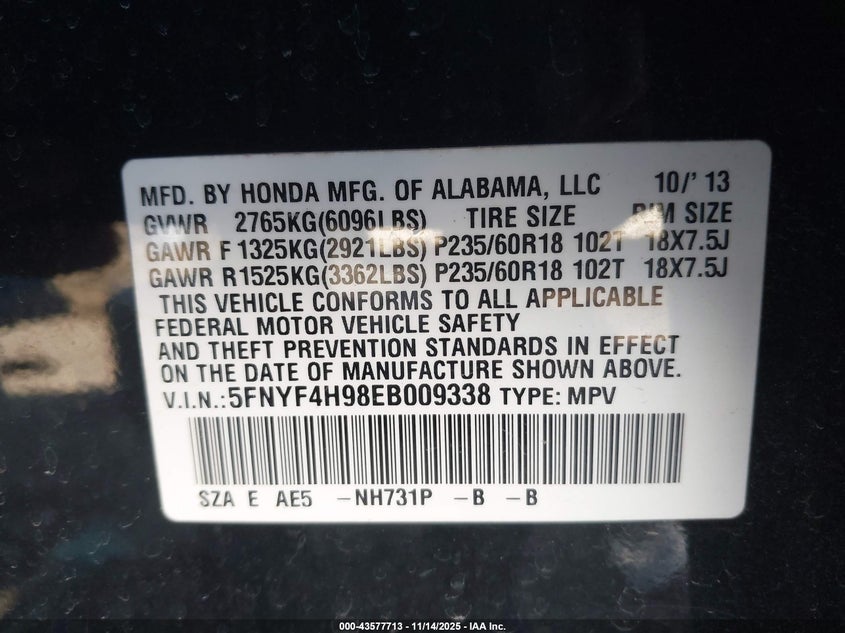 MFD. BY HONDA MFG. OF ALABAMA, LLC 10/' 13
GVWR 2765KG(6096LBS) TIRE SIZE RIM SIZE
GAWR F 1325KG(2921LBS) P235/60R18 102T 18X7.5J
GAWR R1525KG(3362LBS) P235/60R18 102T 18X7.5J
THIS VEHICLE CONFORMS TO ALL APPLICABLE
FEDERAL MOTOR VEHICLE SAFETY
AND THEFT PREVENTION STANDARDS IN EFFECT
ON THE DATE OF MANUFACTURE SHOWN ABOVE.
V.I.N.:5FNYF4H98EB009338 TYPE: MPV
SZA E AE5 -NH731P -B -B
000-43577713 - 11/14/2025 - IAA Inc.